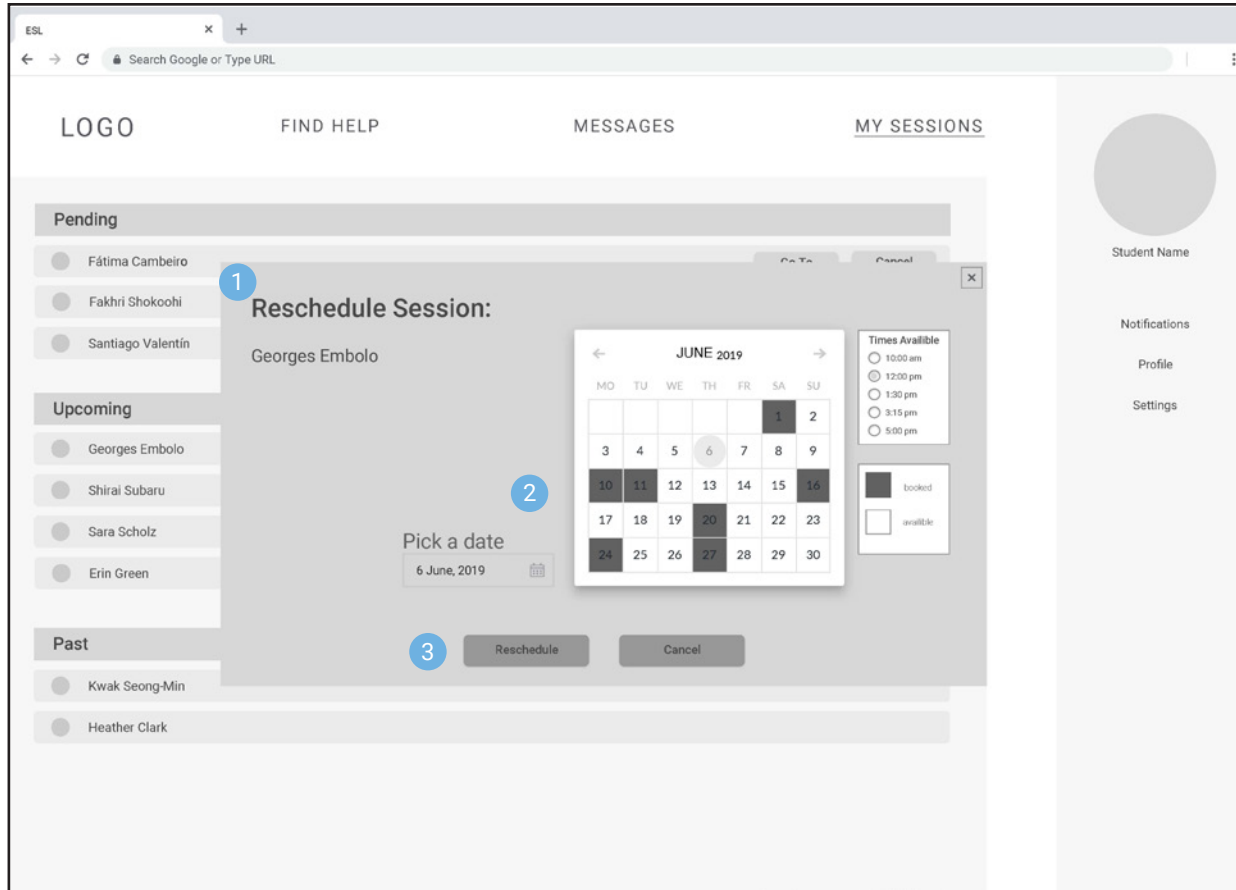 ESL
Search Google or Type URL
LOGO FIND HELP MESSAGES MY SESSIONS
Student Name
Notifications
Profile
Settings
Pending
Fátima Cambeiro Go To Cancel
Fakhri Shokoohi
Santiago Valentín
Upcoming
Georges Embolo
Shirai Subaru
Sara Scholz
Erin Green
Past
Kwak Seong-Min
Heather Clark
1
Reschedule Session:
Georges Embolo
2
Pick a date
6 June, 2019
JUNE 2019
MO TU WE TH FR SA SU
1 2
3 4 5 6 7 8 9
10 11 12 13 14 15 16
17 18 19 20 21 22 23
24 25 26 27 28 29 30
Times Availible
10:00 am
12:00 pm
1:30 pm
3:15 pm
5:00 pm
booked
availible
3
Reschedule Cancel